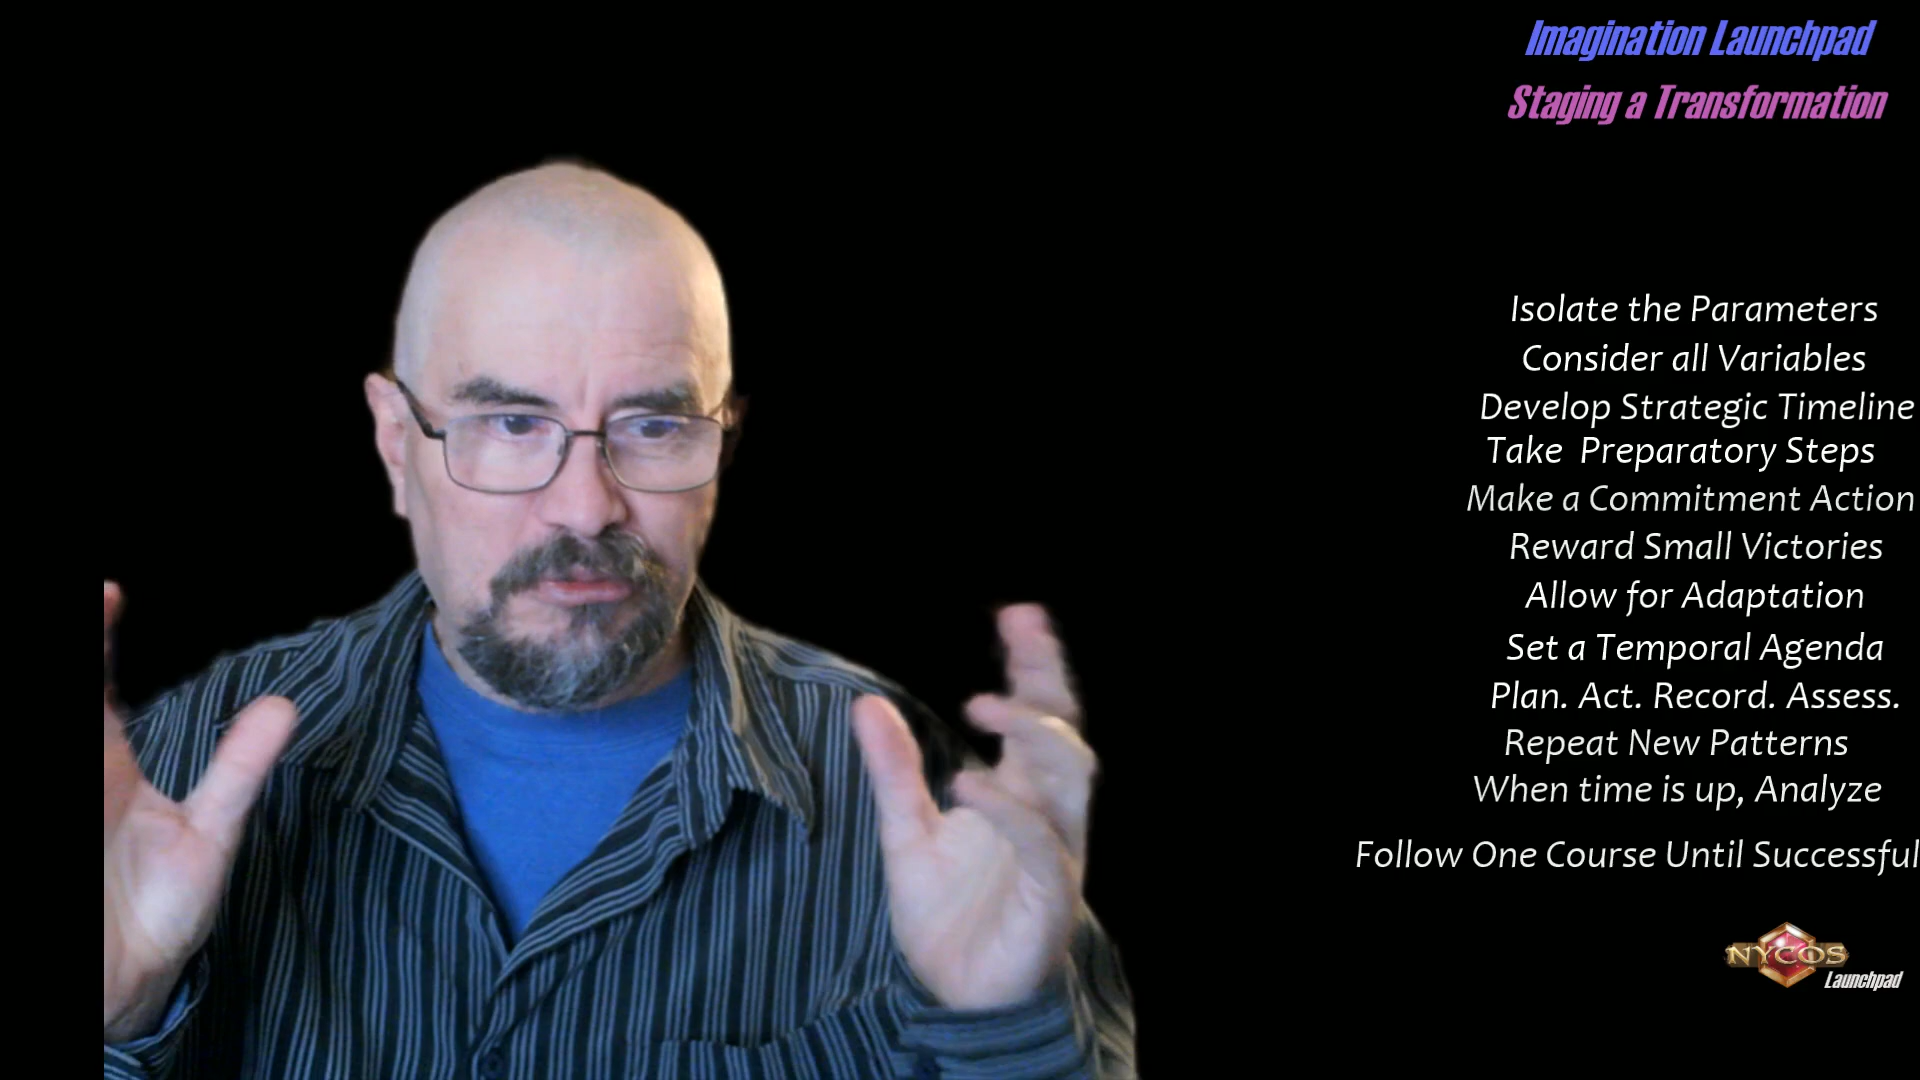 Imagination Launchpad
Staging a Transformation
Isolate the Parameters
Consider all Variables
Develop Strategic Timeline
Take Preparatory Steps
Make a Commitment Action
Reward Small Victories
Allow for Adaptation
Set a Temporal Agenda
Plan. Act. Record. Assess.
Repeat New Patterns
When time is up, Analyze
Follow One Course Until Successful
NYCOS
Launchpad